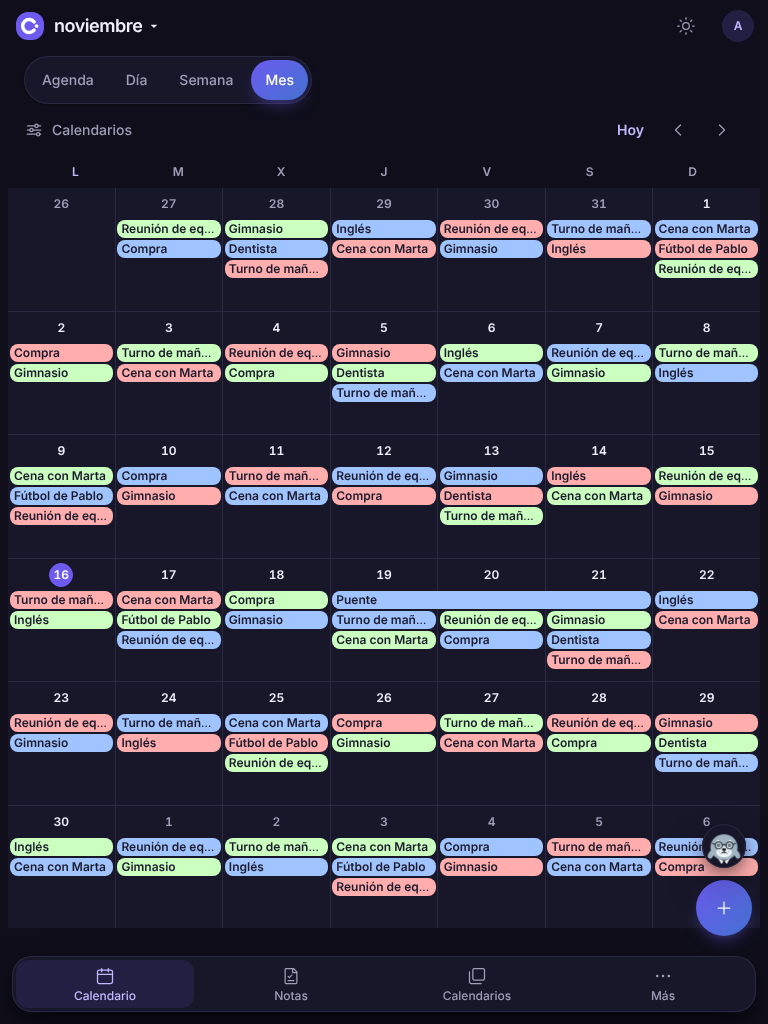 noviembre
A
Agenda Día Semana Mes
Calendarios Hoy
L M X J V S D
26 27 28 29 30 31 1
Reunión de eq... Gimnasio Inglés Reunión de eq... Turno de mañ... Cena con Marta
Compra Dentista Cena con Marta Gimnasio Inglés Fútbol de Pablo
Turno de mañ... Reunión de eq...
2 3 4 5 6 7 8
Compra Turno de mañ... Reunión de eq... Gimnasio Inglés Reunión de eq... Turno de mañ...
Gimnasio Cena con Marta Compra Dentista Cena con Marta Gimnasio Inglés
Turno de mañ...
9 10 11 12 13 14 15
Cena con Marta Compra Turno de mañ... Reunión de eq... Gimnasio Inglés Reunión de eq...
Fútbol de Pablo Gimnasio Cena con Marta Compra Dentista Cena con Marta Gimnasio
Reunión de eq... Turno de mañ...
16 17 18 19 20 21 22
Turno de mañ... Cena con Marta Compra Puente Inglés
Inglés Fútbol de Pablo Gimnasio Turno de mañ... Reunión de eq... Gimnasio Cena con Marta
Reunión de eq... Cena con Marta Compra Dentista
Turno de mañ...
23 24 25 26 27 28 29
Reunión de eq... Turno de mañ... Cena con Marta Compra Turno de mañ... Reunión de eq... Gimnasio
Gimnasio Inglés Fútbol de Pablo Gimnasio Cena con Marta Compra Dentista
Reunión de eq... Turno de mañ...
30 1 2 3 4 5 6
Inglés Reunión de eq... Turno de mañ... Cena con Marta Compra Turno de mañ...
Cena con Marta Gimnasio Inglés Fútbol de Pablo Gimnasio Cena con Marta Compra
Reunión de eq...
Calendario Notas Calendarios Más